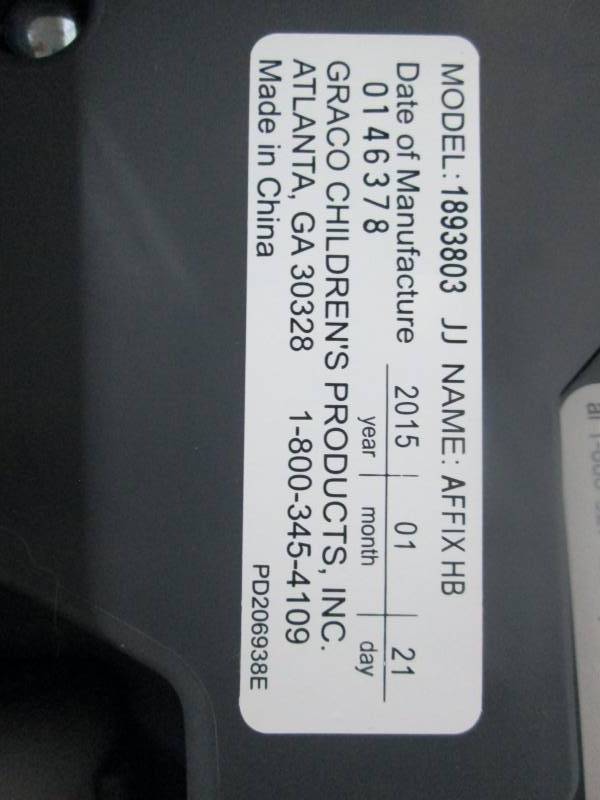 MODEL: 1893803 JJ NAME: AFFIX HB
Date of Manufacture 2015 | 01 | 21
0146378 year | month | day
GRACO CHILDREN'S PRODUCTS, INC.
ATLANTA, GA 30328 1-800-345-4109
Made in China PD206938E